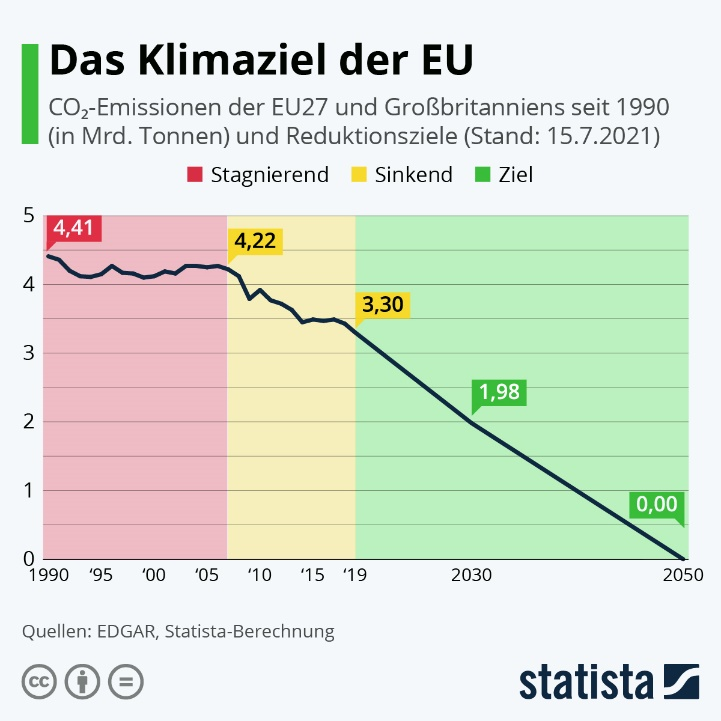 Das Klimaziel der EU
CO₂-Emissionen der EU27 und Großbritanniens seit 1990
(in Mrd. Tonnen) und Reduktionsziele (Stand: 15.7.2021)
Stagnierend Sinkend Ziel
5
4,41
4,22
4
3,30
3
1,98
2
1
0,00
0
1990 ‘95 ‘00 ‘05 ‘10 ‘15 ‘19 2030 2050
Quellen: EDGAR, Statista-Berechnung
cc
statista